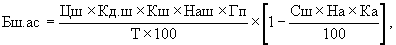 Бш.ас = Цш × Кд.ш × Кш × Наш × Гп / Т × 100 × [1 − Сш × На × Ка / 100] ,